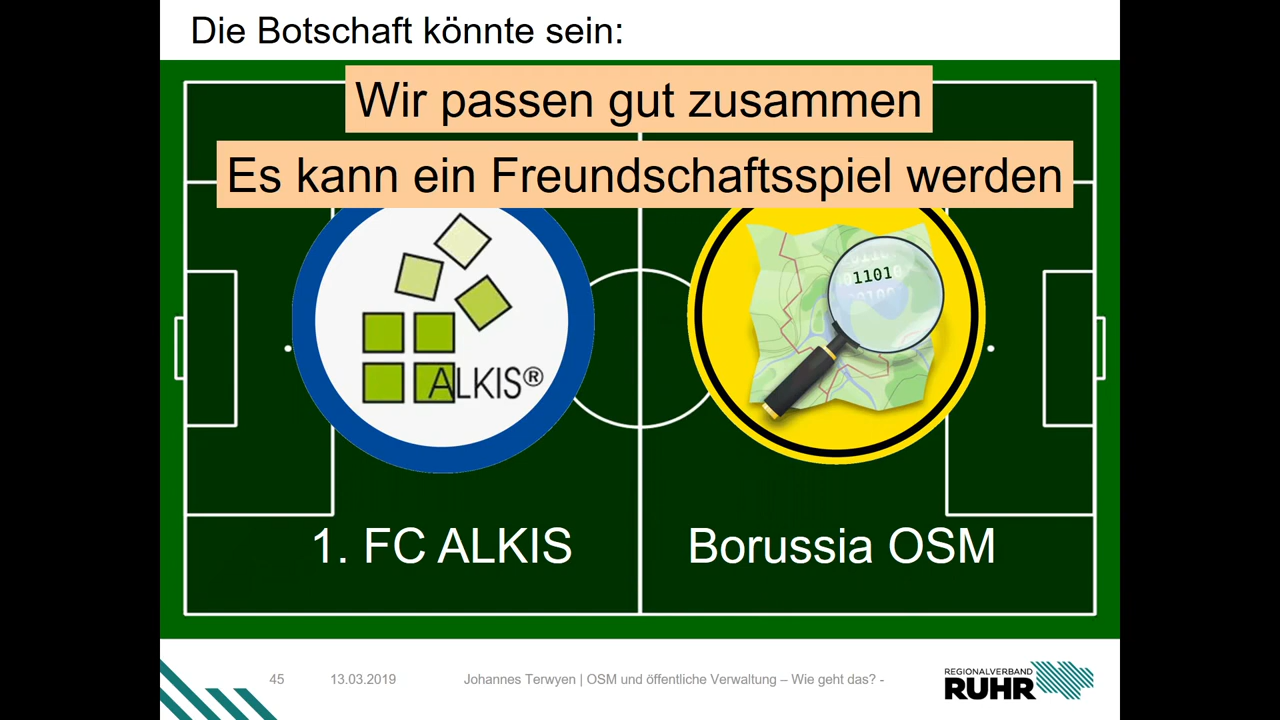 Die Botschaft könnte sein:
Wir passen gut zusammen
Es kann ein Freundschaftsspiel werden
ALKIS®
11010
1. FC ALKIS
Borussia OSM
45
13.03.2019
Johannes Terwyen | OSM und öffentliche Verwaltung – Wie geht das? -
REGIONALVERBAND
RUHR